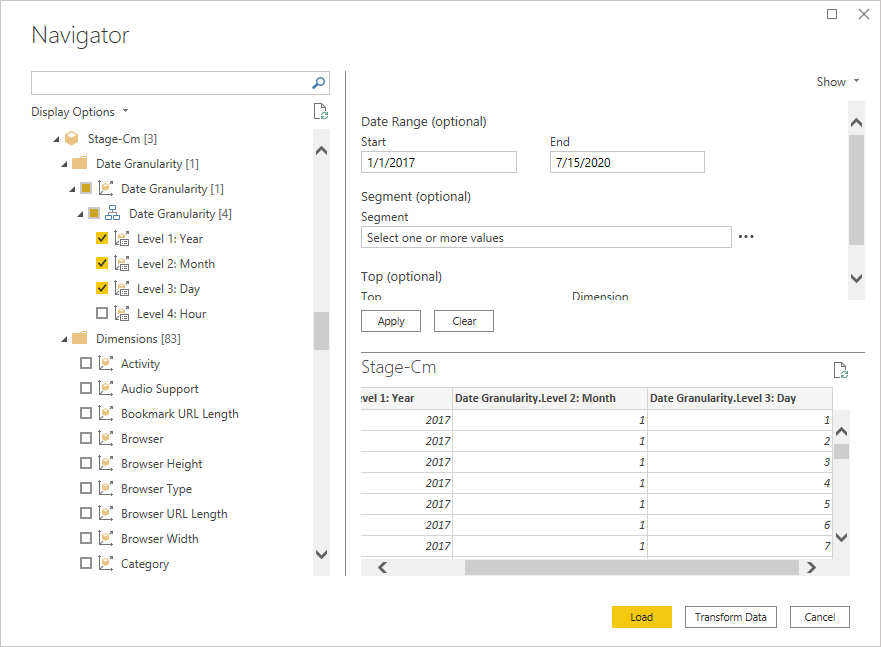 Navigator
Display Options
Stage-Cm [3]
Date Granularity [1]
Date Granularity [1]
Date Granularity [4]
Level 1: Year
Level 2: Month
Level 3: Day
Level 4: Hour
Dimensions [83]
Activity
Audio Support
Bookmark URL Length
Browser
Browser Height
Browser Type
Browser URL Length
Browser Width
Category
Show
Date Range (optional)
Start End
1/1/2017 7/15/2020
Segment (optional)
Segment
Select one or more values
Top (optional)
Top Dimension
Apply Clear
Stage-Cm
evel 1: Year Date Granularity.Level 2: Month Date Granularity.Level 3: Day
2017 1 1
2017 1 2
2017 1 3
2017 1 4
2017 1 5
2017 1 6
2017 1 7
Load Transform Data Cancel